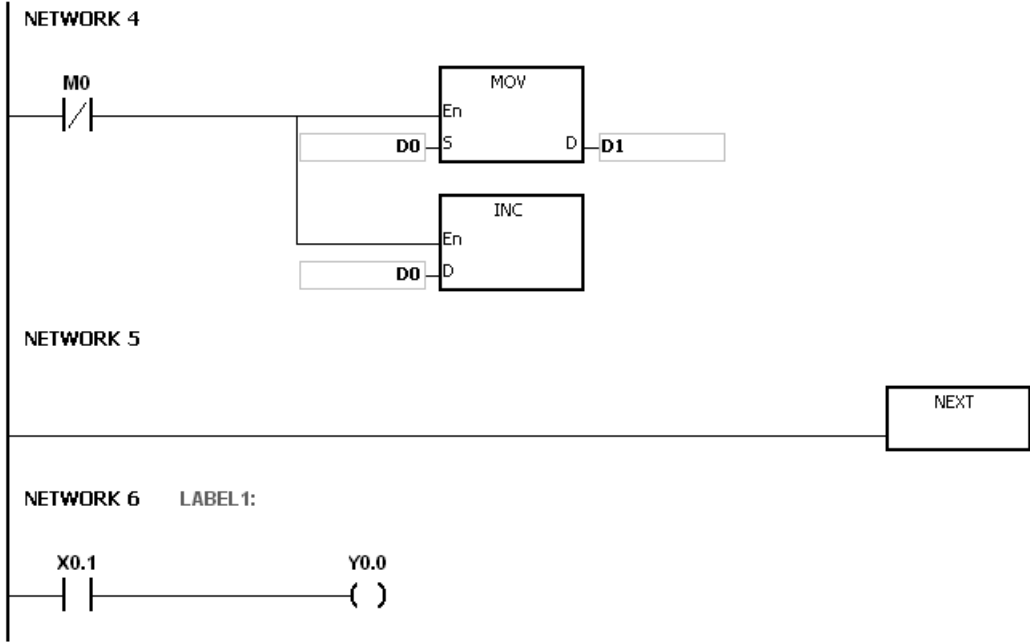 NETWORK 4
M0
MOV
En
D0 S D D1
INC
En
D0 D
NETWORK 5
NEXT
NETWORK 6 LABEL1:
X0.1 Y0.0